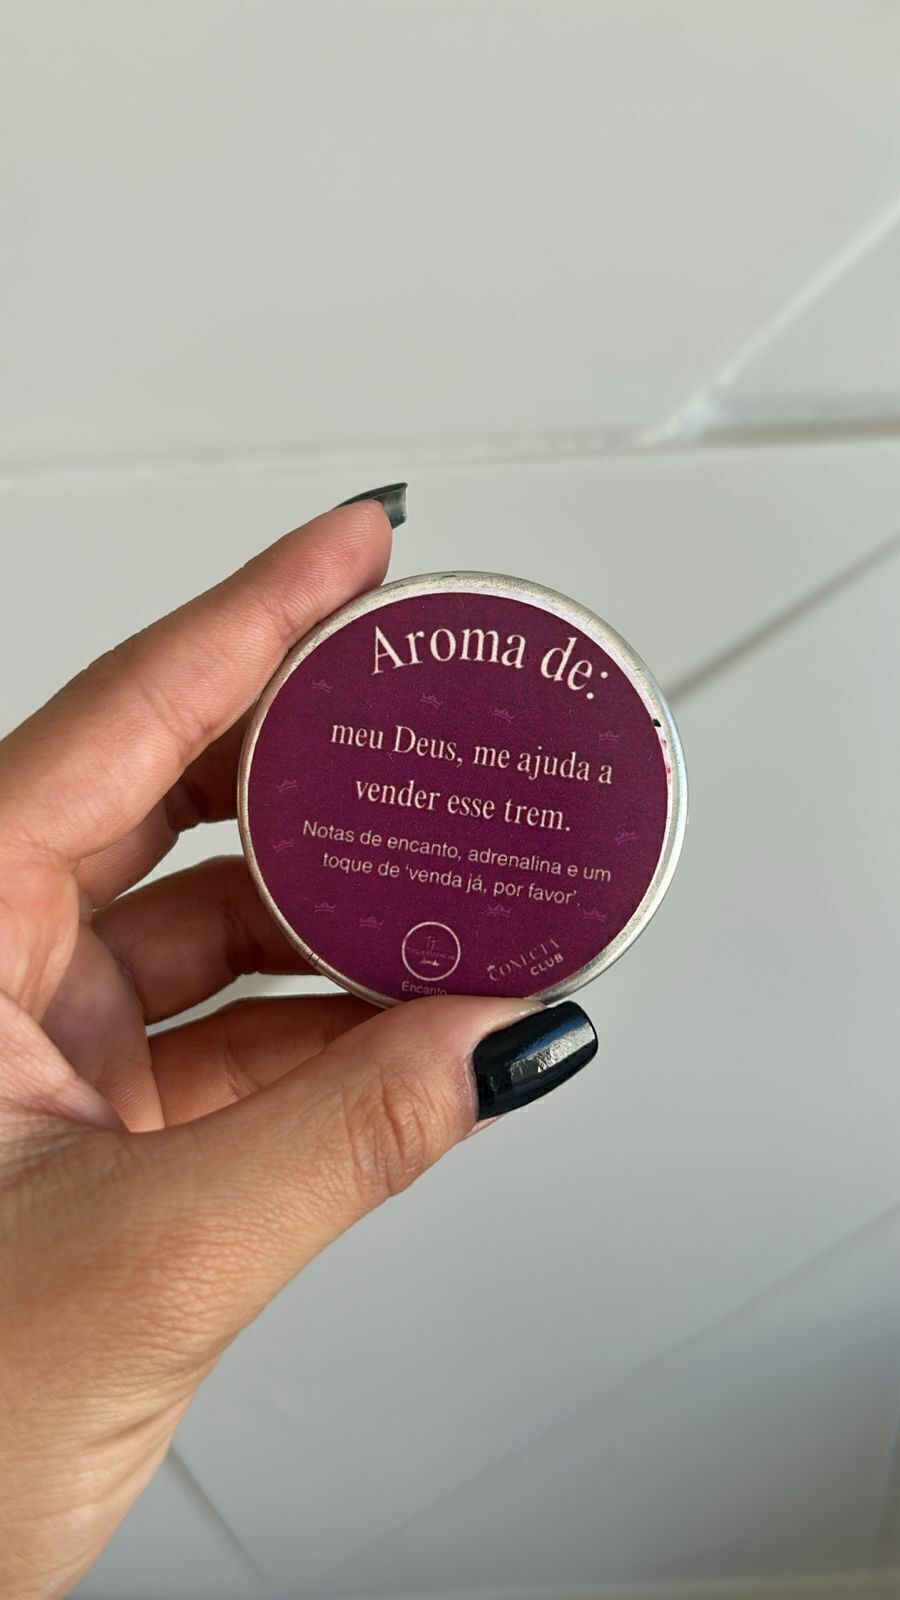 Aroma de:
meu Deus, me ajuda a
vender esse trem.
Notas de encanto, adrenalina e um
toque de 'venda já, por favor'.
TF
CONECTA
CLUB
Encanto